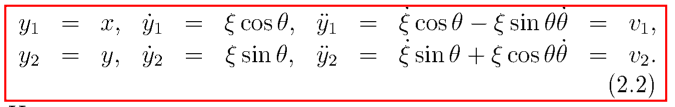 y₁ = x, ẏ₁ = ξ cos θ, ÿ₁ = ξ̇ cos θ − ξ sin θθ̇ = v₁,
y₂ = y, ẏ₂ = ξ sin θ, ÿ₂ = ξ̇ sin θ + ξ cos θθ̇ = v₂.
(2.2)